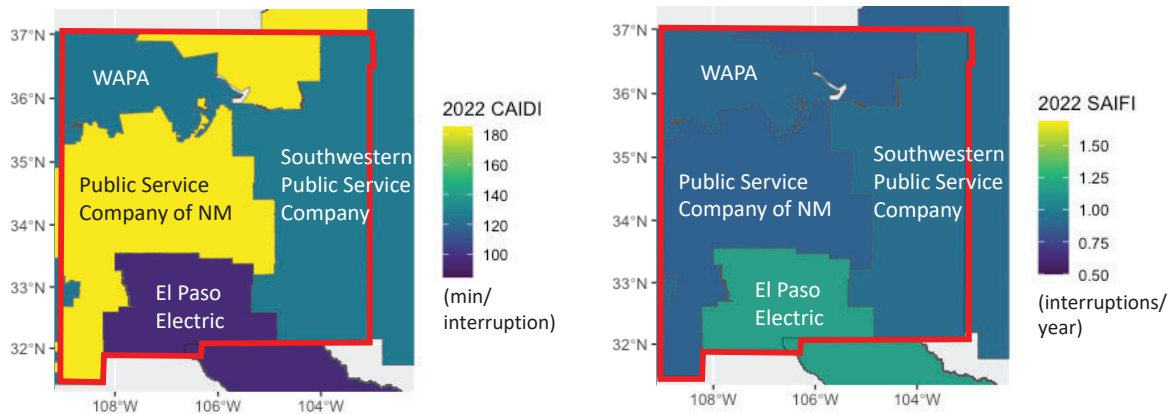 37°N
36°N
35°N
34°N
33°N
32°N
108°W
106°W
104°W
WAPA
Public Service
Company of NM
Southwestern
Public Service
Company
El Paso
Electric
2022 CAIDI
180
160
140
120
100
(min/
interruption)
37°N
36°N
35°N
34°N
33°N
32°N
108°W
106°W
104°W
WAPA
Public Service
Company of NM
Southwestern
Public Service
Company
El Paso
Electric
2022 SAIFI
1.50
1.25
1.00
0.75
0.50
(interruptions/
year)